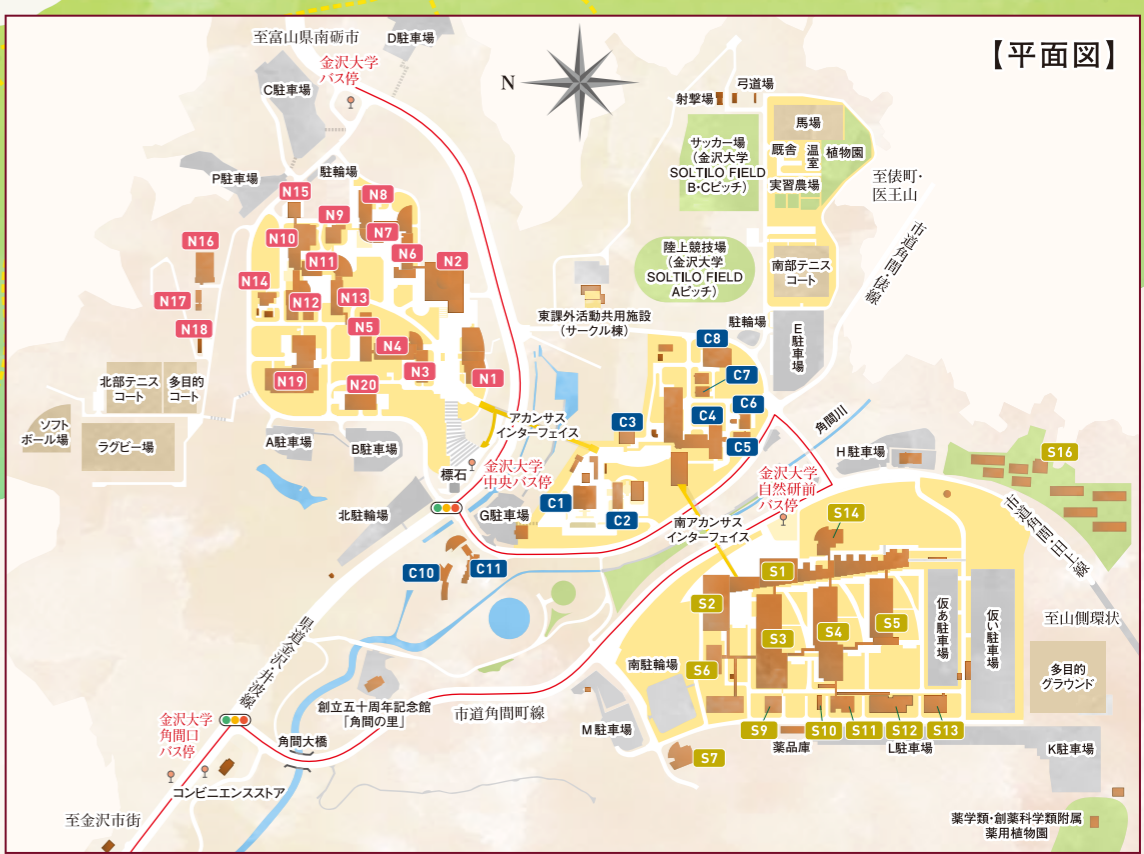 【平面図】
至富山県南砺市
D駐車場
金沢大学
バス停
C駐車場
N
弓道場
射撃場
馬場
サッカー場
(金沢大学
SOLTILO FIELD
B・Cピッチ)
厩舎
温室
植物園
実習農場
至俵町・
医王山
P駐車場
駐輪場
N15
N8
N9
N7
N10
N16
N6
N2
N11
陸上競技場
(金沢大学
SOLTILO FIELD
Aピッチ)
南部テニス
コート
市道角間・俵線
N14
N12
N13
N17
N18
N5
N4
N3
N1
東課外活動共用施設
(サークル棟)
駐輪場
E駐車場
C8
C7
C6
C4
C5
C3
北部テニス
コート
多目的
コート
N19
N20
ソフト
ボール場
ラグビー場
A駐車場
B駐車場
アカンサス
インターフェイス
角間川
H駐車場
S16
標石
金沢大学
中央バス停
金沢大学
自然研前
バス停
北駐輪場
G駐車場
C1
C2
南アカンサス
インターフェイス
S14
市道角間・田上線
C10
C11
S1
S2
S3
S4
S5
仮あ駐車場
仮い駐車場
至山側環状
県道金沢・井波線
南駐輪場
S6
多目的
グラウンド
創立五十周年記念館
「角間の里」
市道角間町線
金沢大学
角間口
バス停
角間大橋
M駐車場
S9
S10
S11
S12
S13
薬品庫
L駐車場
K駐車場
S7
コンビニエンスストア
至金沢市街
薬学類・創薬科学類附属
薬用植物園